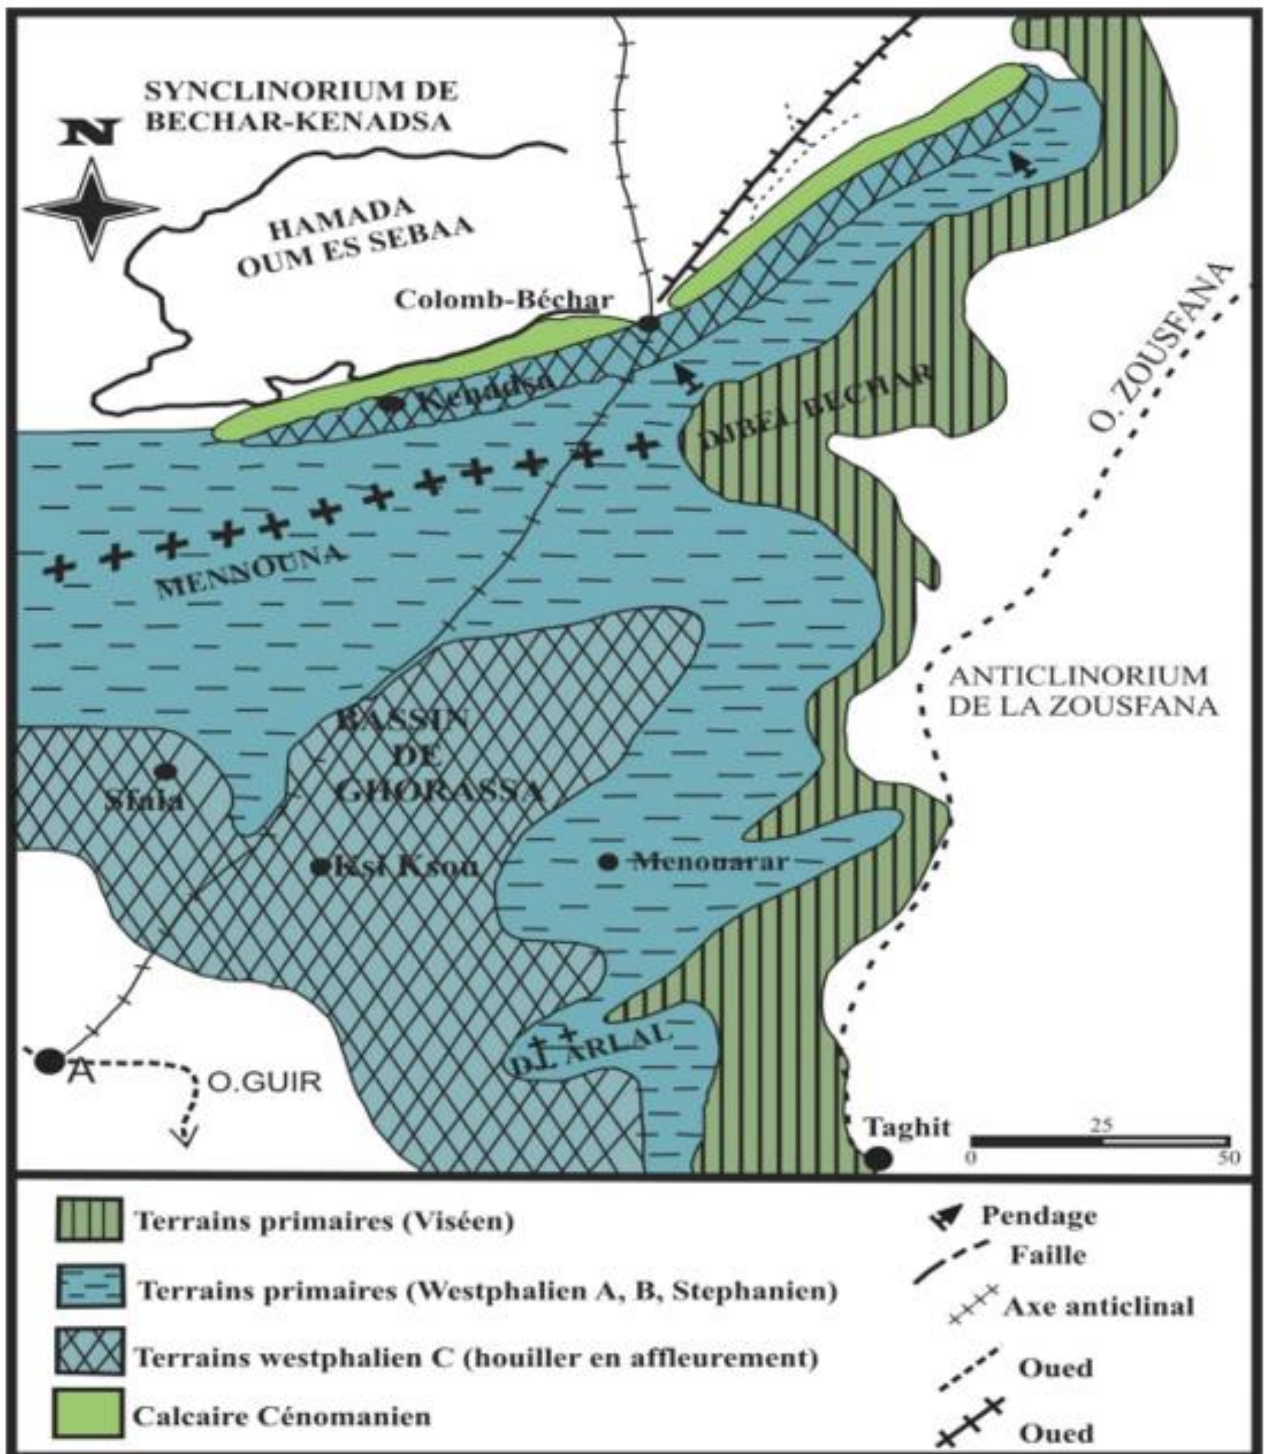 SYNCLINORIUM DE
BECHAR-KENADSA
N
HAMADA
OUM ES SEBAA
Colomb-Béchar
Kenadsa
DJBEL BECHAR
O. ZOUSFANA
MENNOUNA
ANTICLINORIUM
DE LA ZOUSFANA
BASSIN
DE
GHORASSA
Sfaia
Ksi Ksou
Menouarar
DJ ARLAL
A
O.GUIR
Taghit
25
0 50
Terrains primaires (Viséen)
Terrains primaires (Westphalien A, B, Stephanien)
Terrains westphalien C (houiller en affleurement)
Calcaire Cénomanien
Pendage
Faille
Axe anticlinal
Oued
Oued